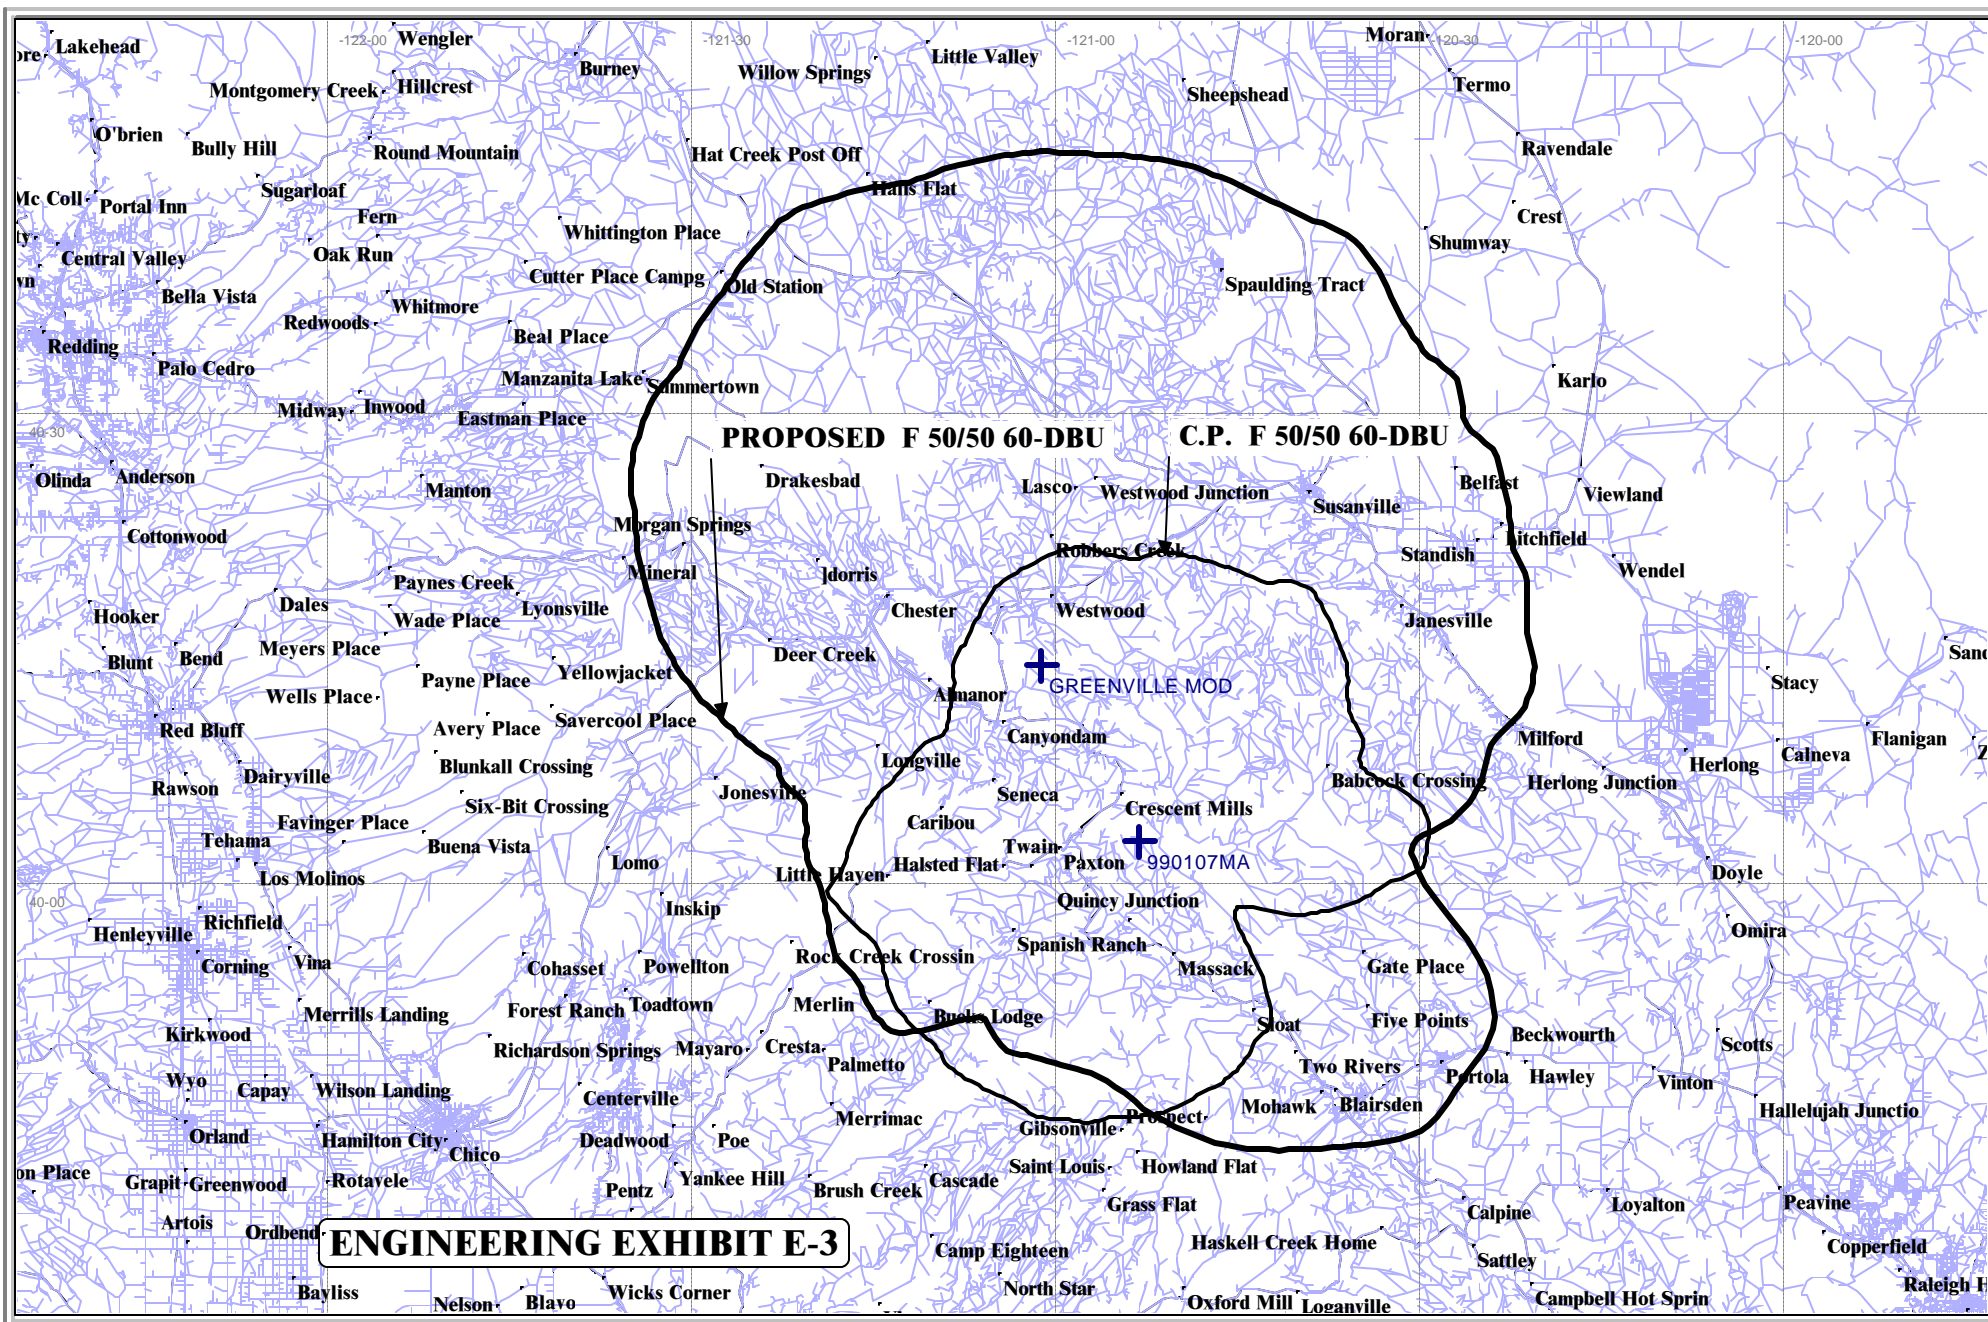 -122-00
-121-30
-121-00
-120-30
-120-00
Lakehead
Wengler
Moran
Burney
Willow Springs
Little Valley
Montgomery Creek
Hillcrest
Sheepshead
Termo
O'brien
Bully Hill
Round Mountain
Hat Creek Post Off
Ravendale
Mc Coll
Portal Inn
Sugarloaf
Halls Flat
Fern
Crest
Whittington Place
Shumway
Central Valley
Oak Run
Cutter Place Campg
Old Station
Spaulding Tract
Bella Vista
Whitmore
Redwoods
Beal Place
Redding
Palo Cedro
Manzanita Lake
Summertown
Karlo
Midway
Inwood
Eastman Place
40-30
PROPOSED F 50/50 60-DBU
C.P. F 50/50 60-DBU
Olinda
Anderson
Manton
Drakesbad
Lasco
Westwood Junction
Susanville
Belfast
Viewland
Cottonwood
Morgan Springs
Robbers Creek
Standish
Litchfield
Paynes Creek
Mineral
Jdorris
Wendel
Hooker
Dales
Wade Place
Lyonsville
Chester
Westwood
Janesville
Blunt
Bend
Meyers Place
Payne Place
Yellowjacket
Deer Creek
Sand
Wells Place
Almanor
GREENVILLE MOD
Stacy
Red Bluff
Avery Place
Savercool Place
Canyondam
Milford
Flanigan
Blunkall Crossing
Longville
Calneva
Herlong
Rawson
Dairyville
Jonesville
Seneca
Babcock Crossing
Herlong Junction
Six-Bit Crossing
Caribou
Crescent Mills
Favinger Place
Tehama
Buena Vista
Lomo
Twain
Halsted Flat
Paxton
990107MA
Little Haven
Doyle
Los Molinos
40-00
Inskip
Quincy Junction
Henleyville
Richfield
Spanish Ranch
Omira
Corning
Vina
Cohasset
Powellton
Rock Creek Crossin
Massack
Gate Place
Merrills Landing
Forest Ranch
Toadtown
Merlin
Bucks Lodge
Sloat
Five Points
Kirkwood
Richardson Springs
Mayaro
Cresta
Palmetto
Beckwourth
Scotts
Two Rivers
Wyo
Capay
Wilson Landing
Centerville
Portola
Hawley
Vinton
Merrimac
Mohawk
Blairsden
Hallelujah Junctio
Orland
Hamilton City
Chico
Deadwood
Poe
Gibsonville
Prospect
on Place
Grapit
Greenwood
Rotavele
Pentz
Yankee Hill
Brush Creek
Cascade
Saint Louis
Howland Flat
Grass Flat
Calpine
Loyalton
Peavine
Artois
Ordbend
ENGINEERING EXHIBIT E-3
Camp Eighteen
Haskell Creek Home
Sattley
Copperfield
Bayliss
Nelson
Blavo
Wicks Corner
North Star
Oxford Mill
Loganville
Campbell Hot Sprin
Raleigh H